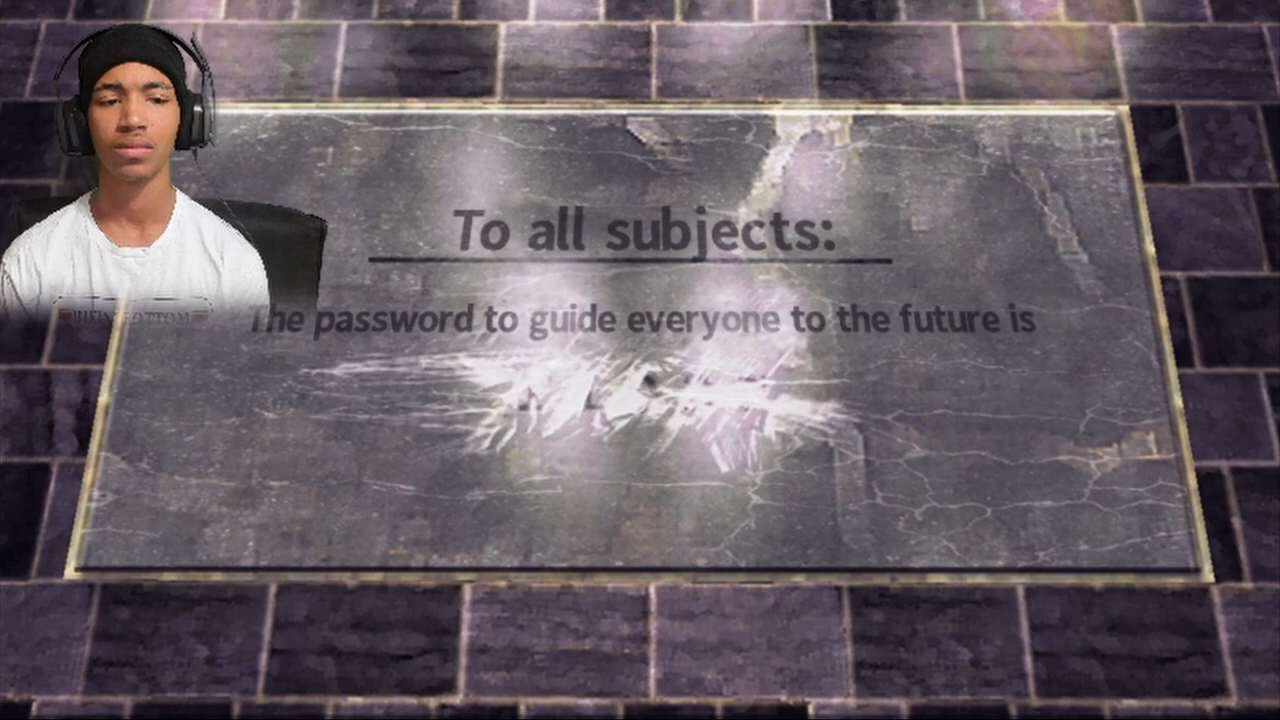 To all subjects:
The password to guide everyone to the future is